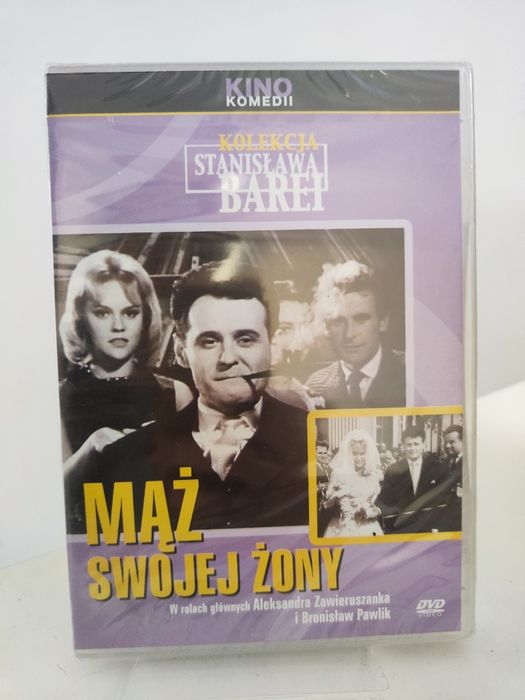 KINO
KOMEDII
KOLEKCJA
STANISŁAWA
BAREI
MĄŻ
SWOJEJ ŻONY
W rolach głównych Aleksandra Zawieruszanka
i Bronisław Pawlik
DVD
VIDEO